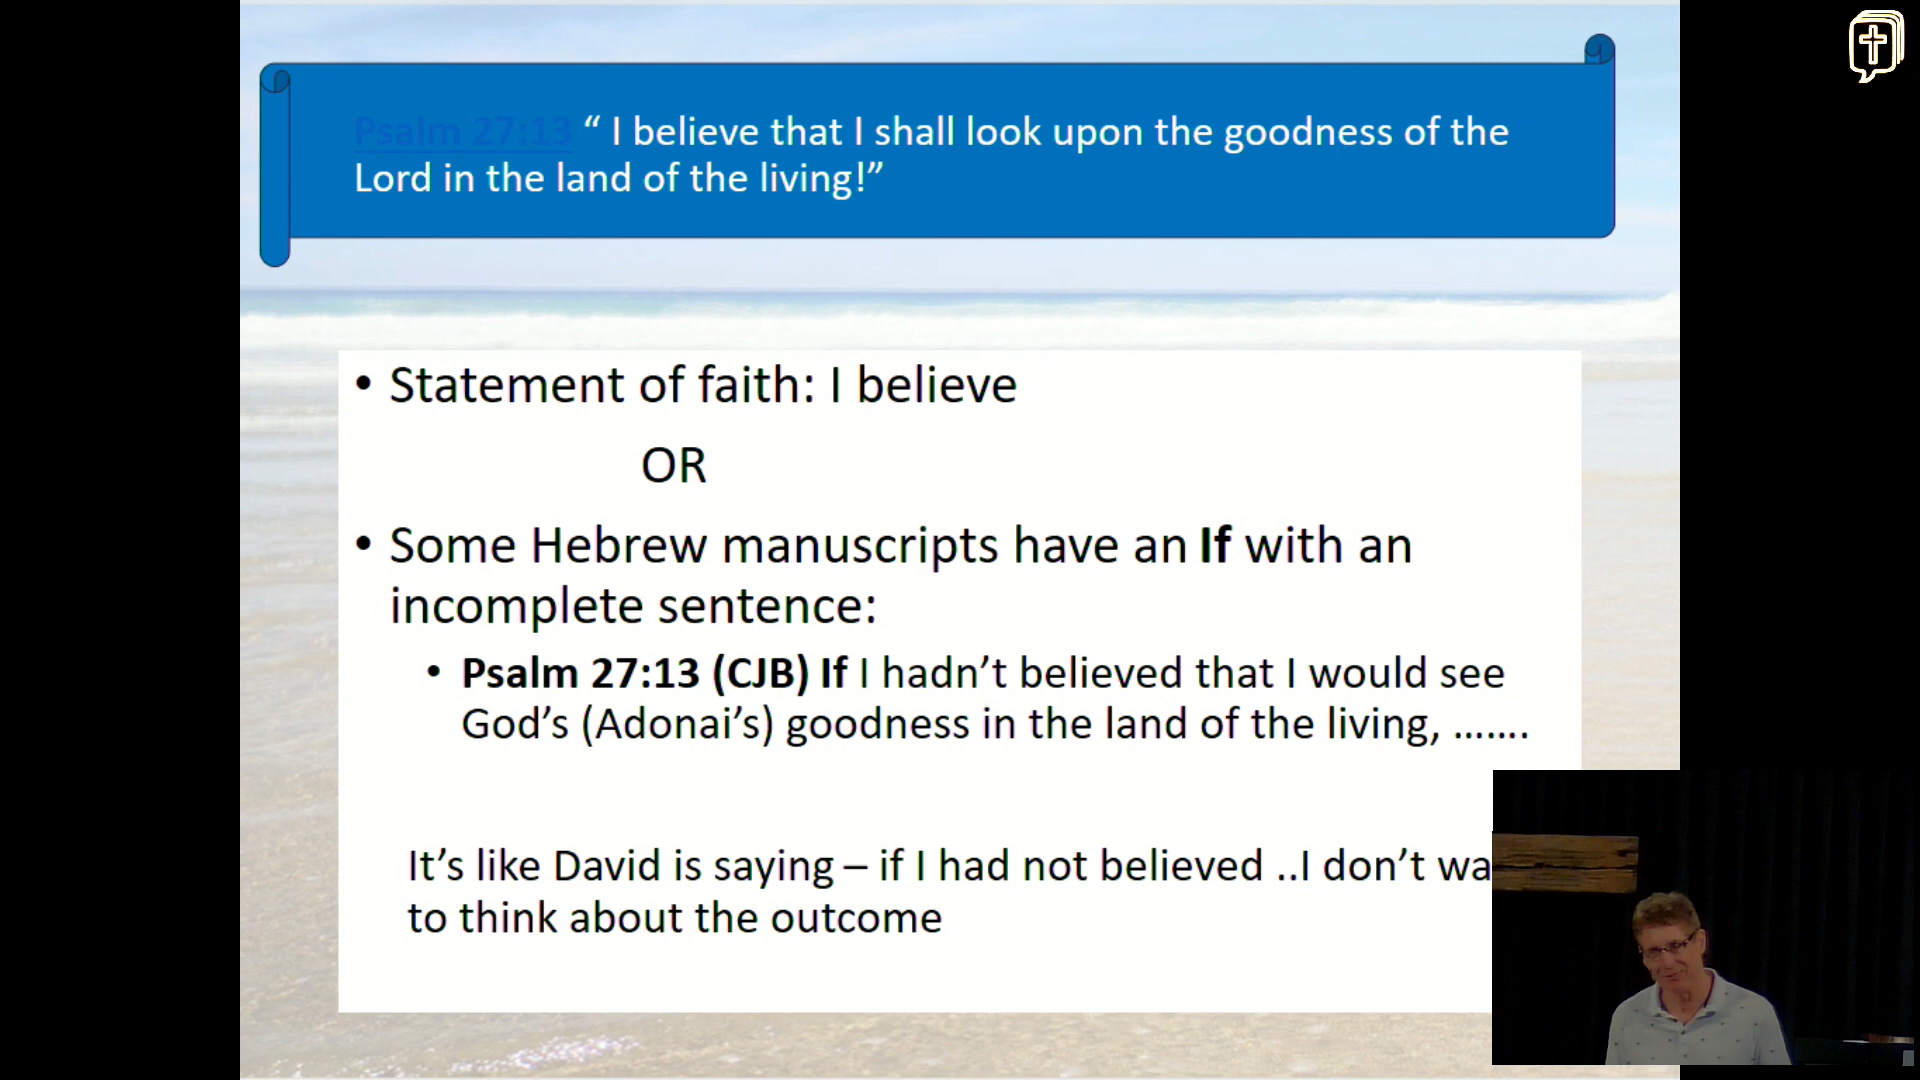 Psalm 27:13 “ I believe that I shall look upon the goodness of the
Lord in the land of the living!”
• Statement of faith: I believe
OR
• Some Hebrew manuscripts have an If with an
incomplete sentence:
• Psalm 27:13 (CJB) If I hadn’t believed that I would see
God’s (Adonai’s) goodness in the land of the living, …….
It’s like David is saying – if I had not believed ..I don’t wa
to think about the outcome